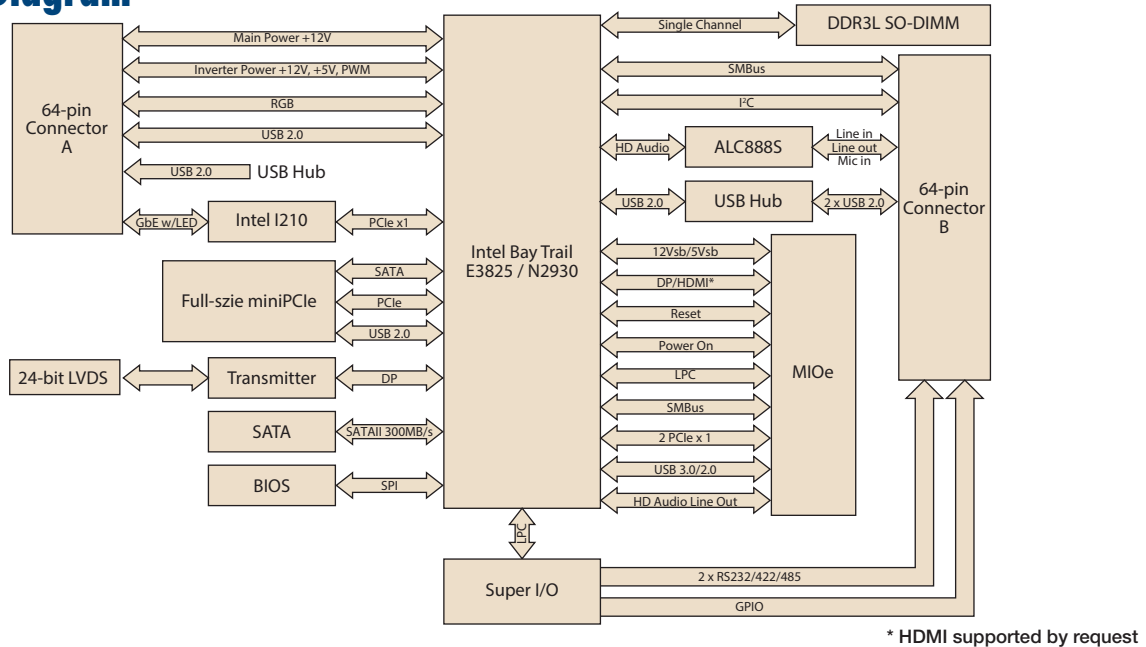 Diagram
Main Power +12V
Inverter Power +12V, +5V, PWM
RGB
USB 2.0
64-pin
Connector
A
USB 2.0
USB Hub
GbE w/LED
Intel I210
PCIe x1
Full-szie miniPCIe
SATA
PCIe
USB 2.0
24-bit LVDS
Transmitter
DP
SATA
SATAII 300MB/s
BIOS
SPI
Intel Bay Trail
E3825 / N2930
Single Channel
DDR3L SO-DIMM
SMBus
I²C
HD Audio
ALC888S
Line in
Line out
Mic in
USB 2.0
USB Hub
2 x USB 2.0
64-pin
Connector
B
12Vsb/5Vsb
DP/HDMI*
Reset
Power On
LPC
SMBus
2 PCIe x 1
USB 3.0/2.0
HD Audio Line Out
MIOe
LPC
Super I/O
2 x RS232/422/485
GPIO
* HDMI supported by request